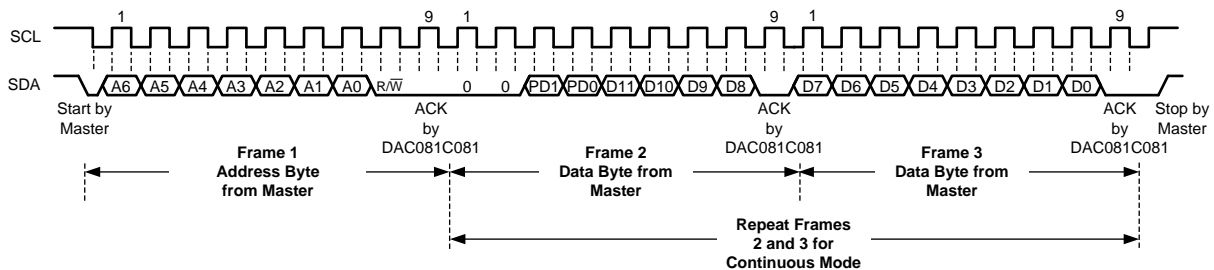 1 9 1 9 1 9
SCL
SDA A6 A5 A4 A3 A2 A1 A0 R/W 0 0 PD1 PD0 D11 D10 D9 D8 D7 D6 D5 D4 D3 D2 D1 D0
Start by
Master
ACK
by
DAC081C081
ACK
by
DAC081C081
ACK
by
DAC081C081
Stop by
Master
Frame 1
Address Byte
from Master
Frame 2
Data Byte from
Master
Frame 3
Data Byte from
Master
Repeat Frames
2 and 3 for
Continuous Mode